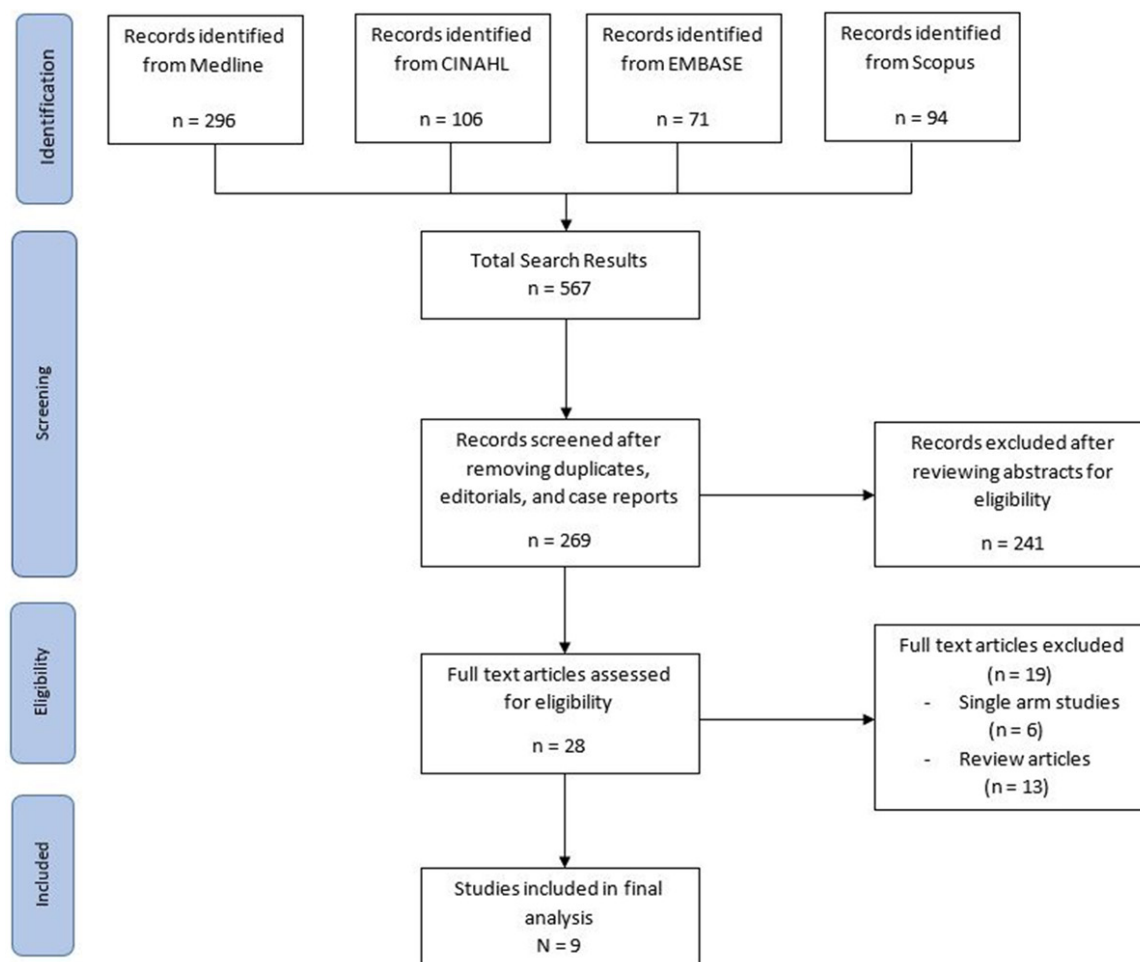 Identification
Records identified
from Medline
n = 296
Records identified
from CINAHL
n = 106
Records identified
from EMBASE
n = 71
Records identified
from Scopus
n = 94
Screening
Total Search Results
n = 567
Records screened after
removing duplicates,
editorials, and case reports
n = 269
Records excluded after
reviewing abstracts for
eligibility
n = 241
Eligibility
Full text articles assessed
for eligibility
n = 28
Full text articles excluded
(n = 19)
- Single arm studies
(n = 6)
- Review articles
(n = 13)
Included
Studies included in final
analysis
N = 9